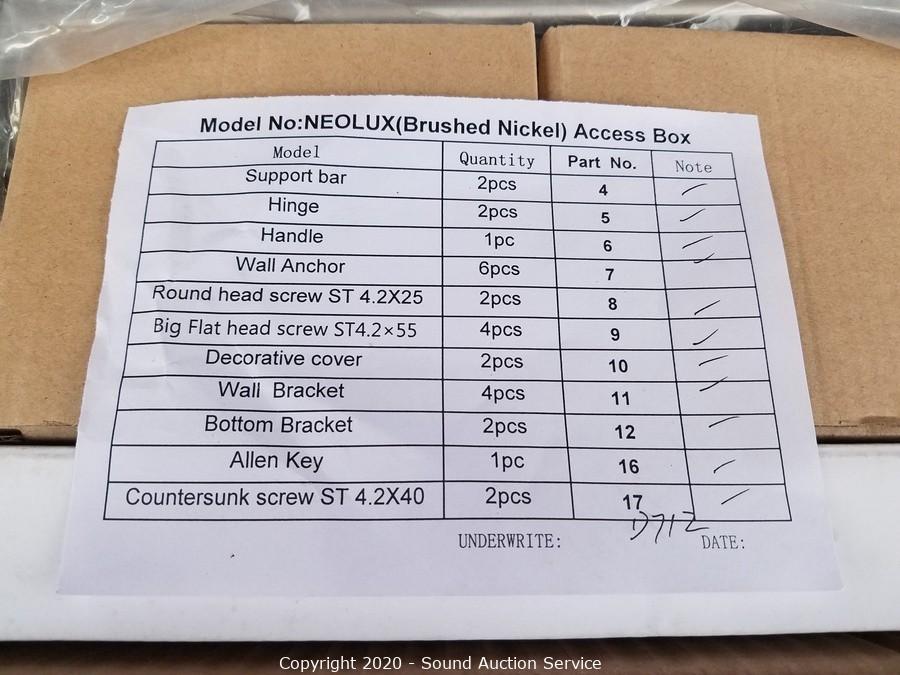 Model No:NEOLUX(Brushed Nickel) Access Box
Model Quantity Part No. Note
Support bar 2pcs 4
Hinge 2pcs 5
Handle 1pc 6
Wall Anchor 6pcs 7
Round head screw ST 4.2X25 2pcs 8
Big Flat head screw ST4.2×55 4pcs 9
Decorative cover 2pcs 10
Wall Bracket 4pcs 11
Bottom Bracket 2pcs 12
Allen Key 1pc 16
Countersunk screw ST 4.2X40 2pcs 17
UNDERWRITE: D712 DATE:
Copyright 2020 - Sound Auction Service